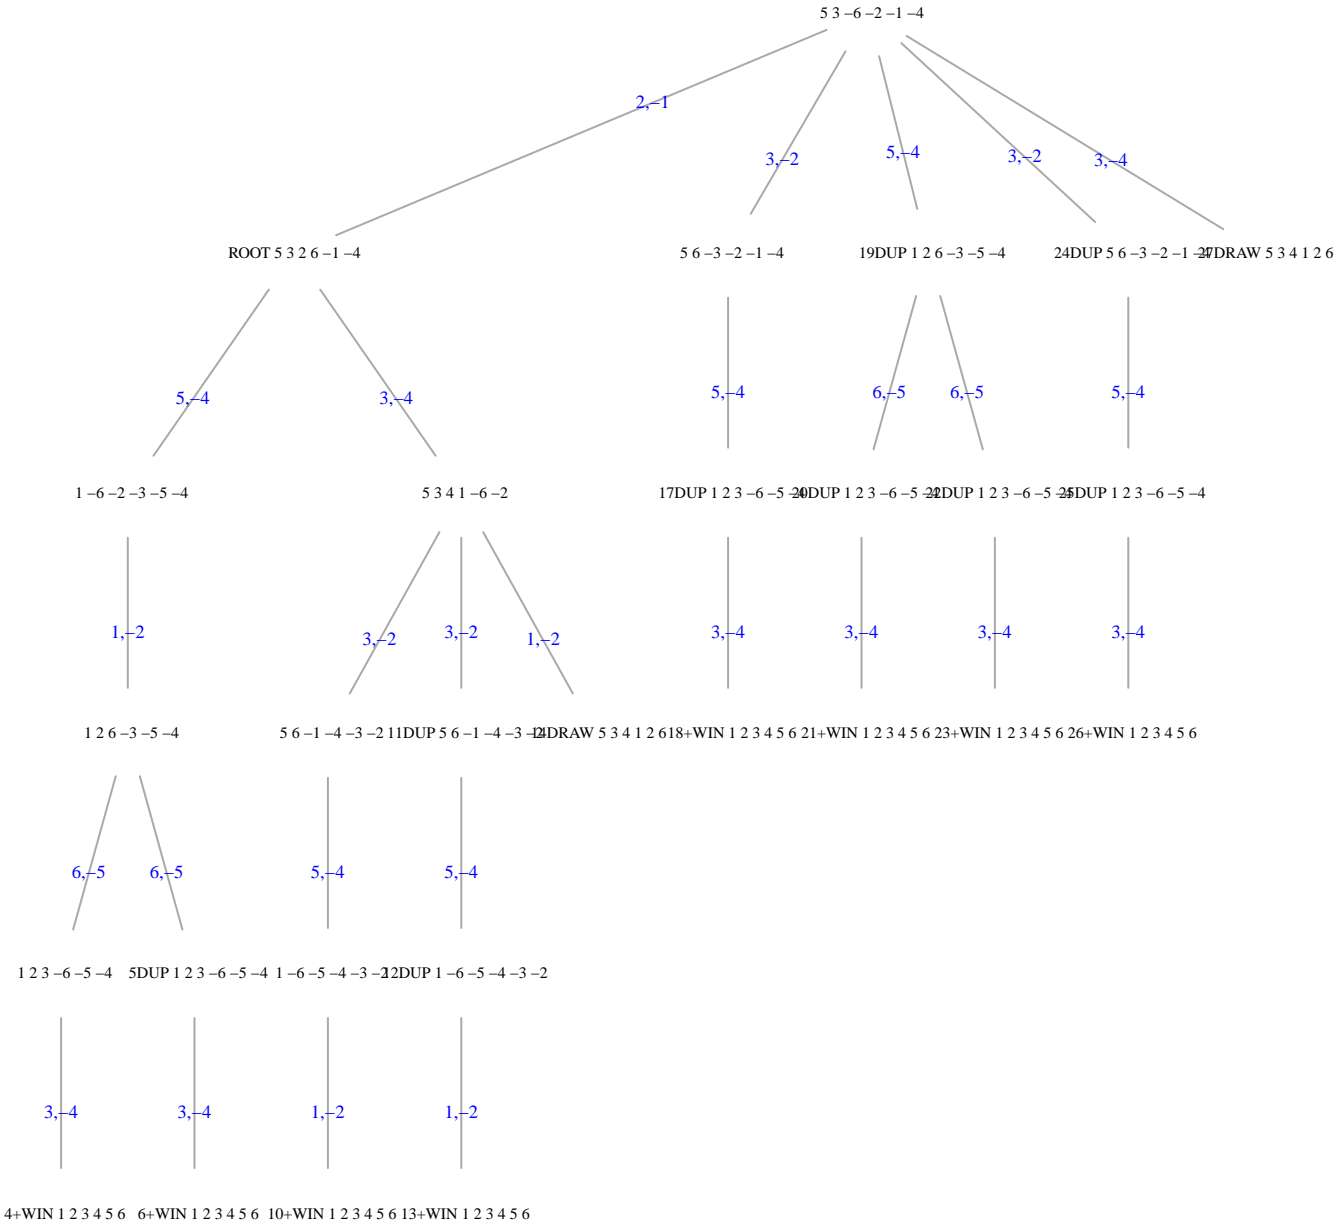 5 3 –6 –2 –1 –4
2,–1
3,–2
5,–4
3,–2
3,–4
ROOT 5 3 2 6 –1 –4
5 6 –3 –2 –1 –4
19DUP 1 2 6 –3 –5 –4
24DUP 5 6 –3 –2 –1 –4
27DRAW 5 3 4 1 2 6
5,–4
3,–4
5,–4
6,–5
6,–5
5,–4
1 –6 –2 –3 –5 –4
5 3 4 1 –6 –2
17DUP 1 2 3 –6 –5 –4
20DUP 1 2 3 –6 –5 –4
22DUP 1 2 3 –6 –5 –4
25DUP 1 2 3 –6 –5 –4
1,–2
3,–2
3,–2
1,–2
3,–4
3,–4
3,–4
3,–4
1 2 6 –3 –5 –4
5 6 –1 –4 –3 –2
11DUP 5 6 –1 –4 –3 –2
14DRAW 5 3 4 1 2 6
18+WIN 1 2 3 4 5 6
21+WIN 1 2 3 4 5 6
23+WIN 1 2 3 4 5 6
26+WIN 1 2 3 4 5 6
6,–5
6,–5
5,–4
5,–4
1 2 3 –6 –5 –4
5DUP 1 2 3 –6 –5 –4
1 –6 –5 –4 –3 –2
12DUP 1 –6 –5 –4 –3 –2
3,–4
3,–4
1,–2
1,–2
4+WIN 1 2 3 4 5 6
6+WIN 1 2 3 4 5 6
10+WIN 1 2 3 4 5 6
13+WIN 1 2 3 4 5 6